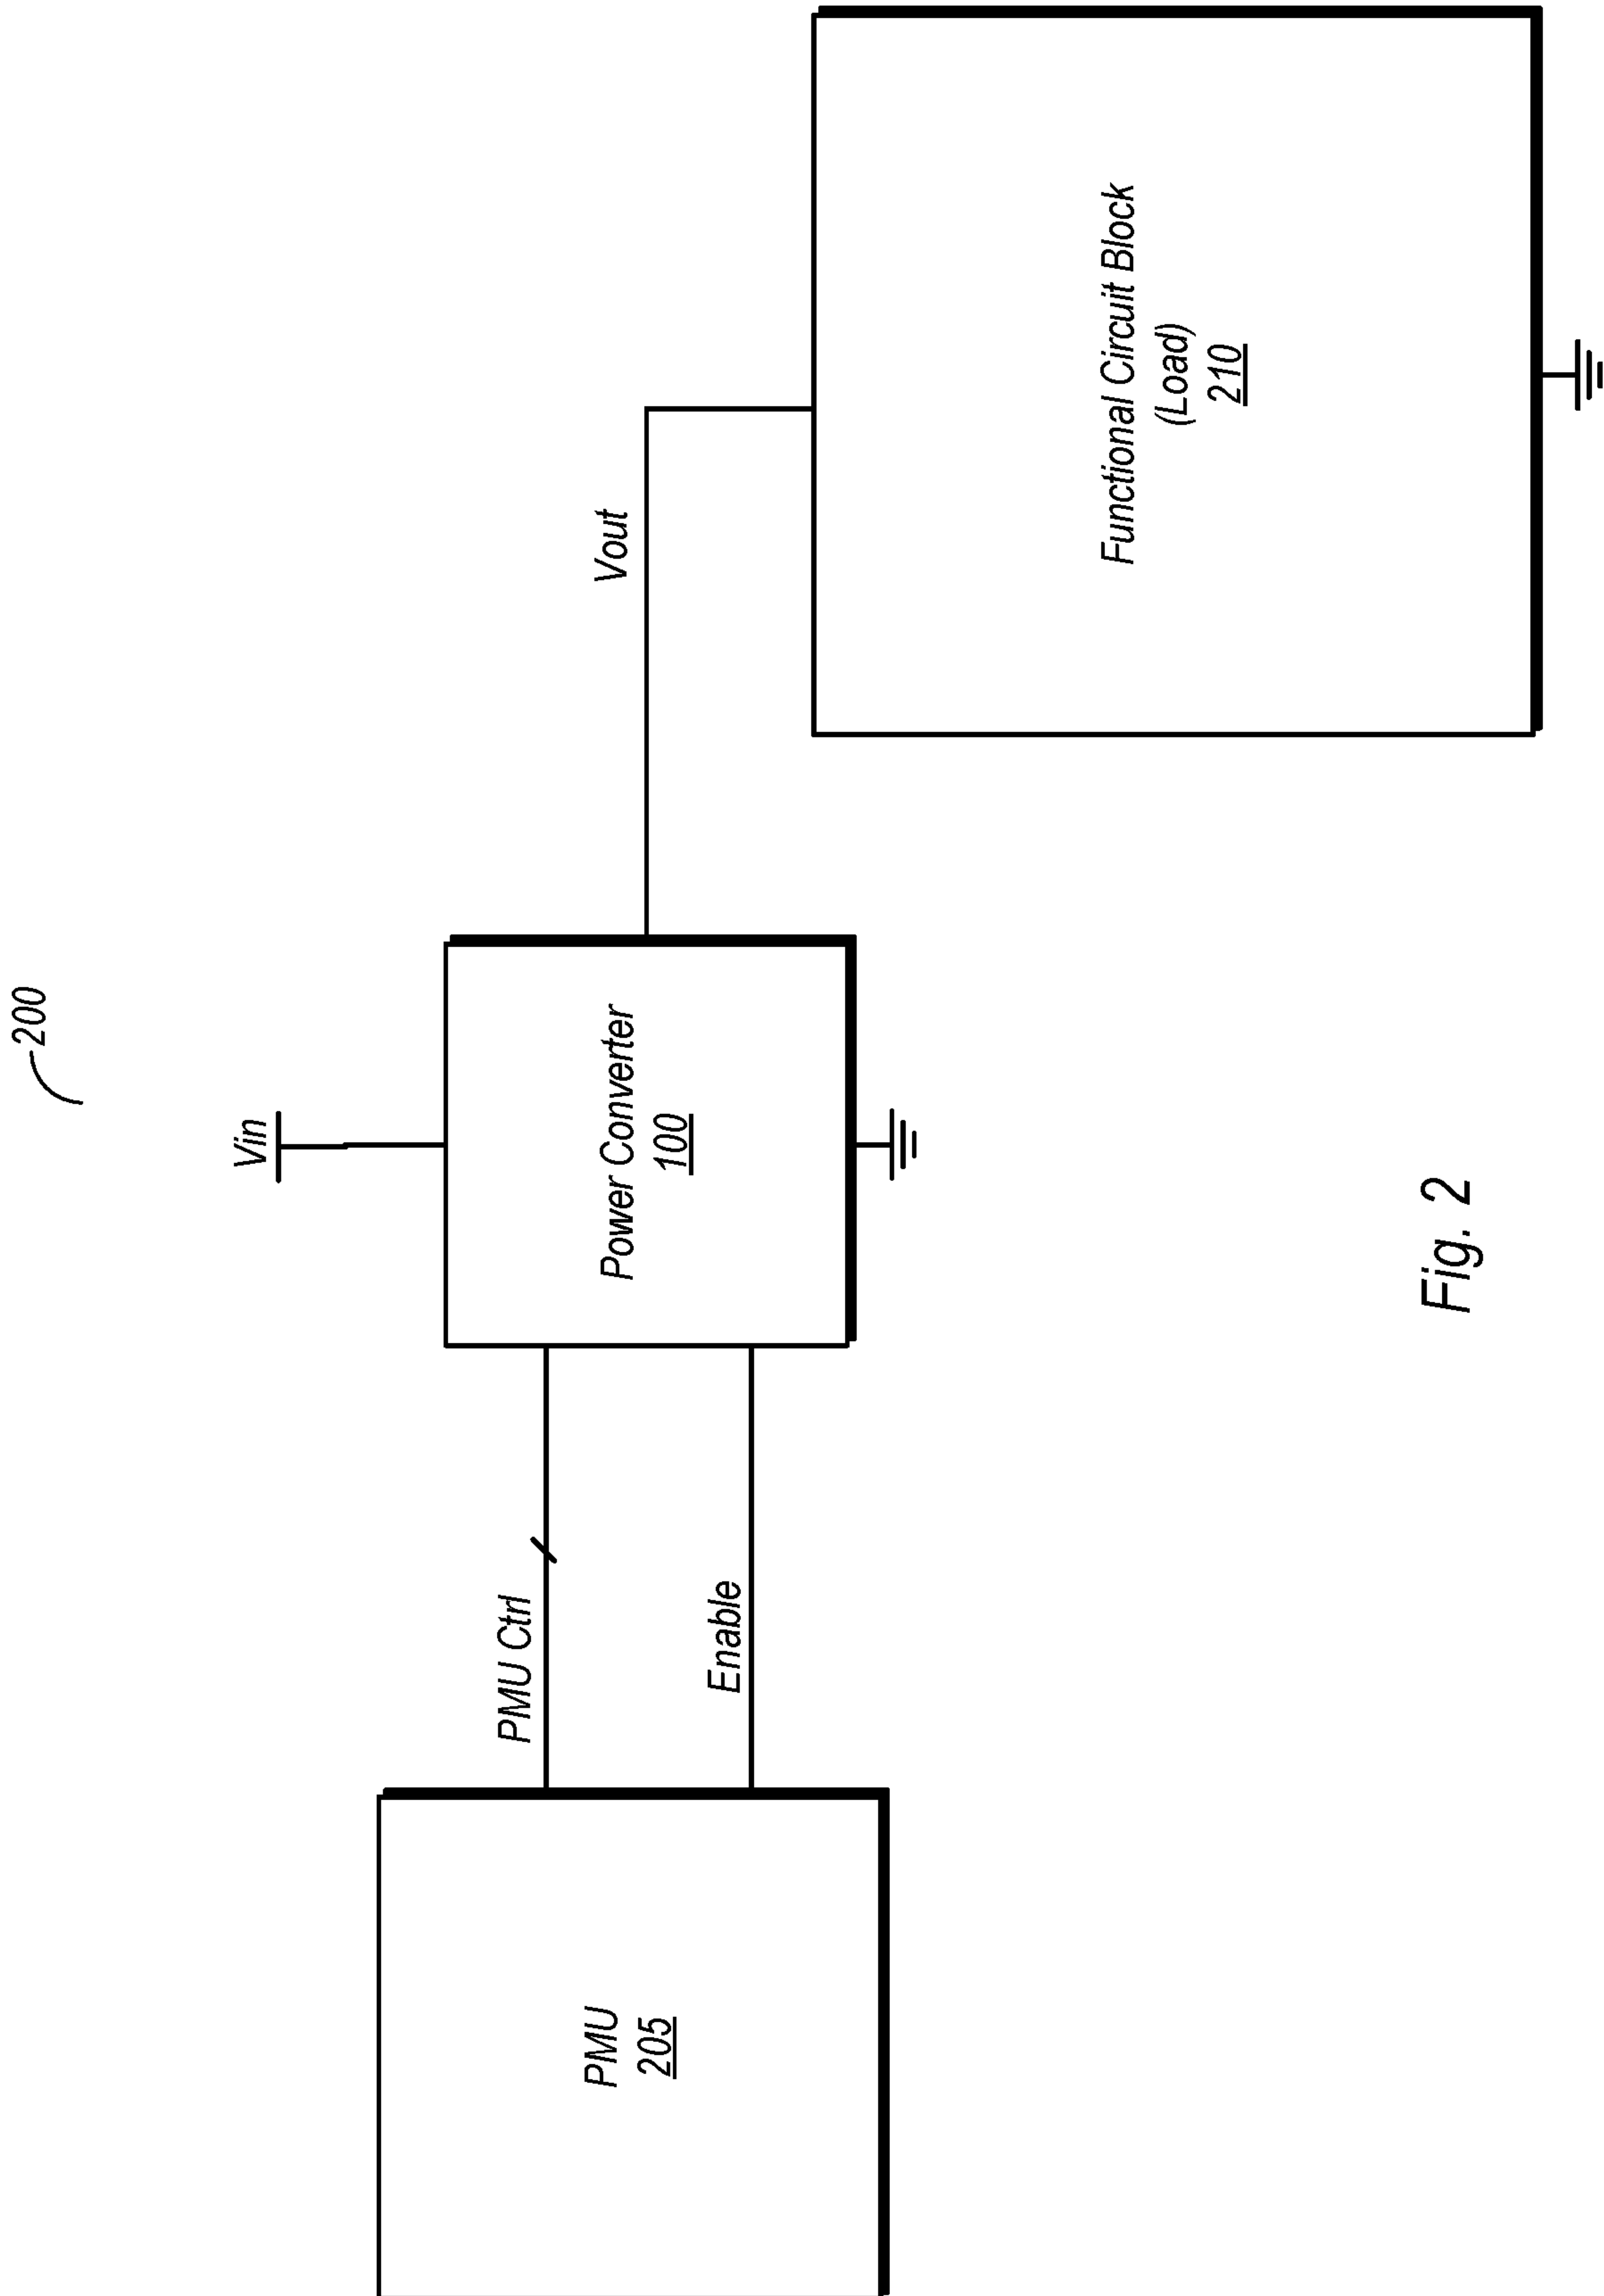 200
Vin
PMU Ctrl
Vout
PMU
205
Power Converter
100
Enable
Functional Circuit Block
(Load)
210
Fig. 2